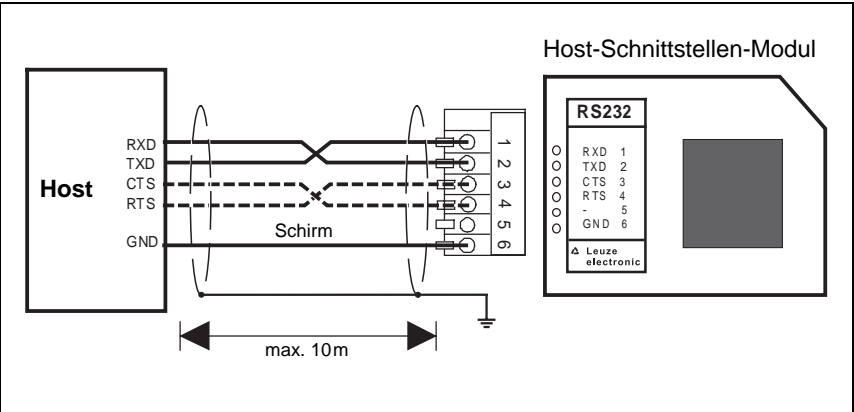 Host-Schnittstellen-Modul
Host
RXD
TXD
CTS
RTS
GND
Schirm
max. 10m
1
2
3
4
5
6
RS232
RXD 1
TXD 2
CTS 3
RTS 4
- 5
GND 6
Leuze
electronic